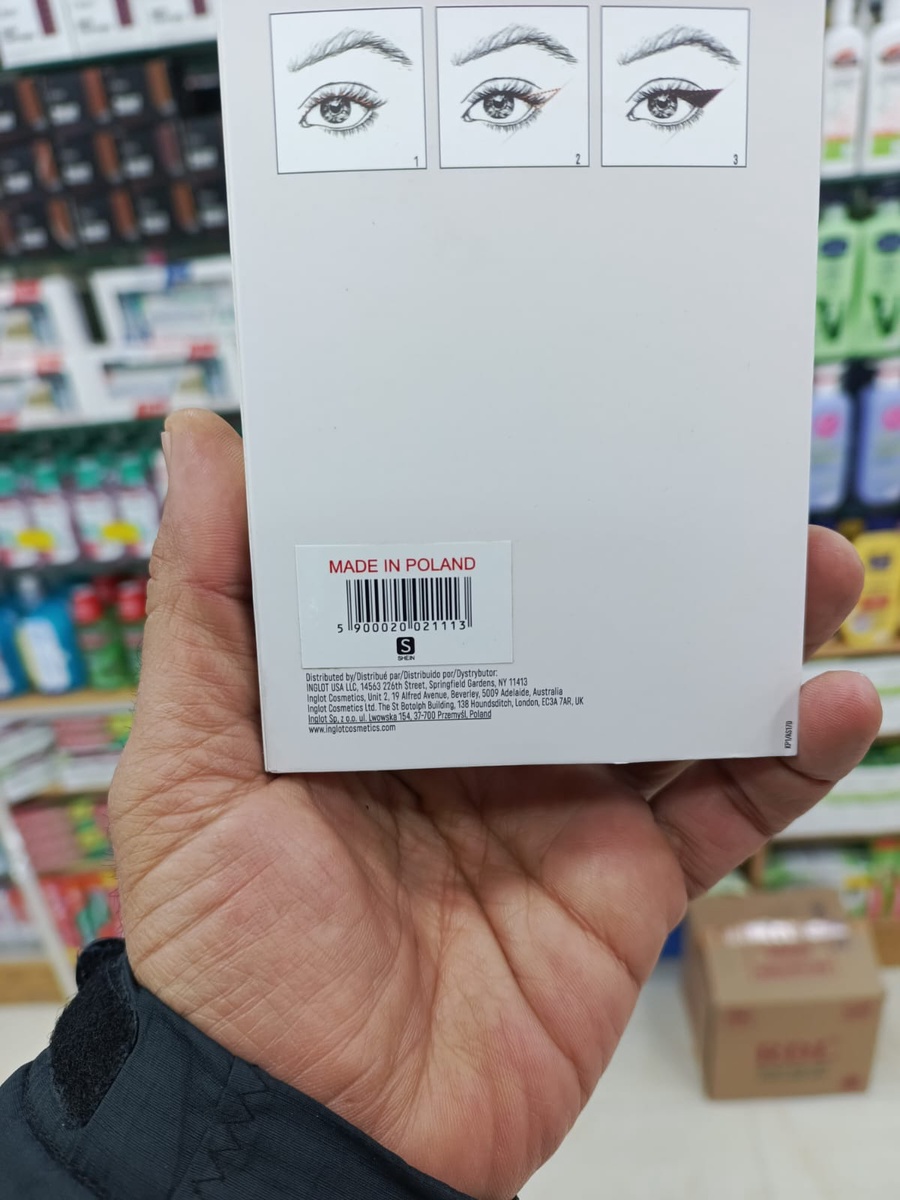 1
2
3
MADE IN POLAND
5 900020 021113
S
SHEIN
Distributed by/Distribué par/Distribuido por/Dystrybutor:
INGLOT USA LLC, 14563 226th Street, Springfield Gardens, NY 11413
Inglot Cosmetics, Unit 2, 19 Alfred Avenue, Beverley, 5009 Adelaide, Australia
Inglot Cosmetics Ltd. The St Botolph Building, 138 Houndsditch, London, EC3A 7AR, UK
Inglot Sp. z o.o. ul. Lwowska 154, 37-700 Przemyśl, Poland
www.inglotcosmetics.com